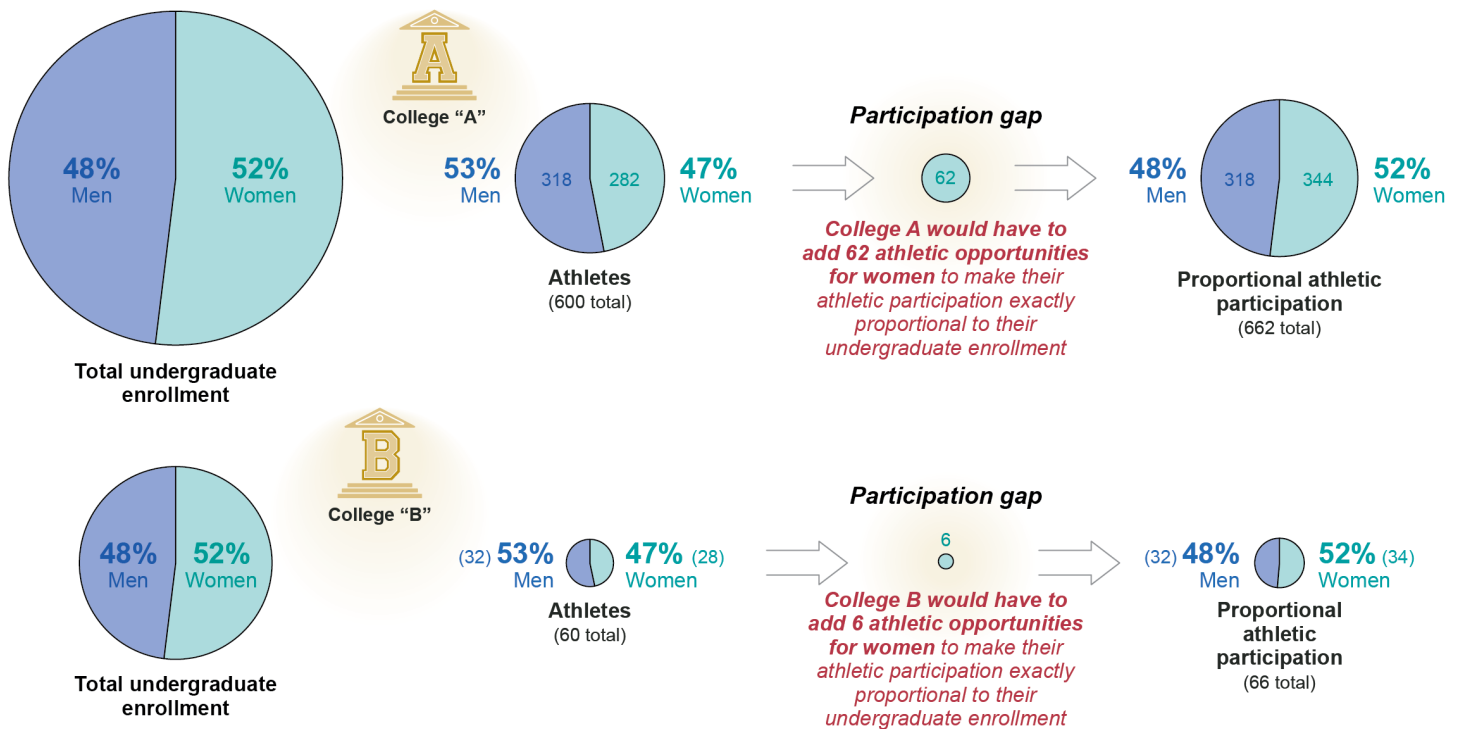 A
College "A"
48%
Men
52%
Women
Total undergraduate
enrollment
53%
Men
318
282
47%
Women
Athletes
(600 total)
Participation gap
62
College A would have to
add 62 athletic opportunities
for women to make their
athletic participation exactly
proportional to their
undergraduate enrollment
48%
Men
318
344
52%
Women
Proportional athletic
participation
(662 total)
B
College "B"
48%
Men
52%
Women
Total undergraduate
enrollment
(32) 53%
Men
47% (28)
Women
Athletes
(60 total)
Participation gap
6
College B would have to
add 6 athletic opportunities
for women to make their
athletic participation exactly
proportional to their
undergraduate enrollment
(32) 48%
Men
52% (34)
Women
Proportional
athletic
participation
(66 total)